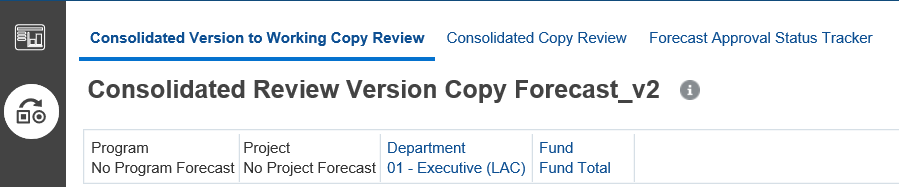 Consolidated Version to Working Copy Review Consolidated Copy Review Forecast Approval Status Tracker
Consolidated Review Version Copy Forecast_v2
Program Project Department Fund
No Program Forecast No Project Forecast 01 - Executive (LAC) Fund Total